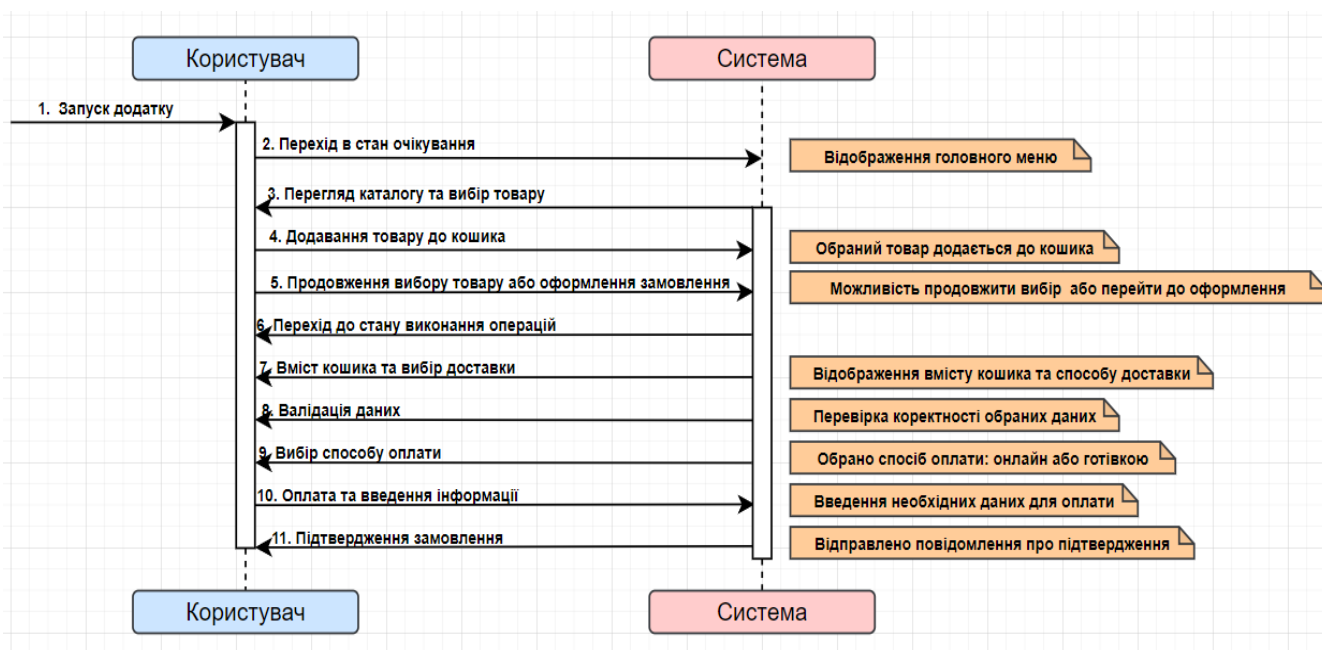 Користувач
Система
1. Запуск додатку
2. Перехід в стан очікування
Відображення головного меню
3. Перегляд каталогу та вибір товару
4. Додавання товару до кошика
Обраний товар додається до кошика
5. Продовження вибору товару або оформлення замовлення
Можливість продовжити вибір або перейти до оформлення
6. Перехід до стану виконання операцій
7. Вміст кошика та вибір доставки
Відображення вмісту кошика та способу доставки
8. Валідація даних
Перевірка коректності обраних даних
9. Вибір способу оплати
Обрано спосіб оплати: онлайн або готівкою
10. Оплата та введення інформації
Введення необхідних даних для оплати
11. Підтвердження замовлення
Відправлено повідомлення про підтвердження
Користувач
Система